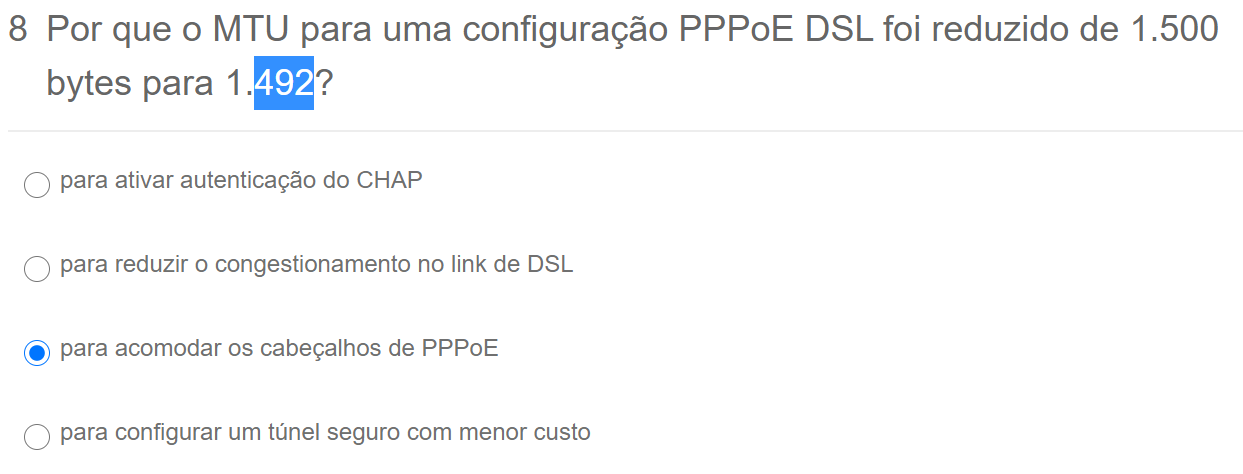 8 Por que o MTU para uma configuração PPPoE DSL foi reduzido de 1.500
bytes para 1.492?
para ativar autenticação do CHAP
para reduzir o congestionamento no link de DSL
para acomodar os cabeçalhos de PPPoE
para configurar um túnel seguro com menor custo